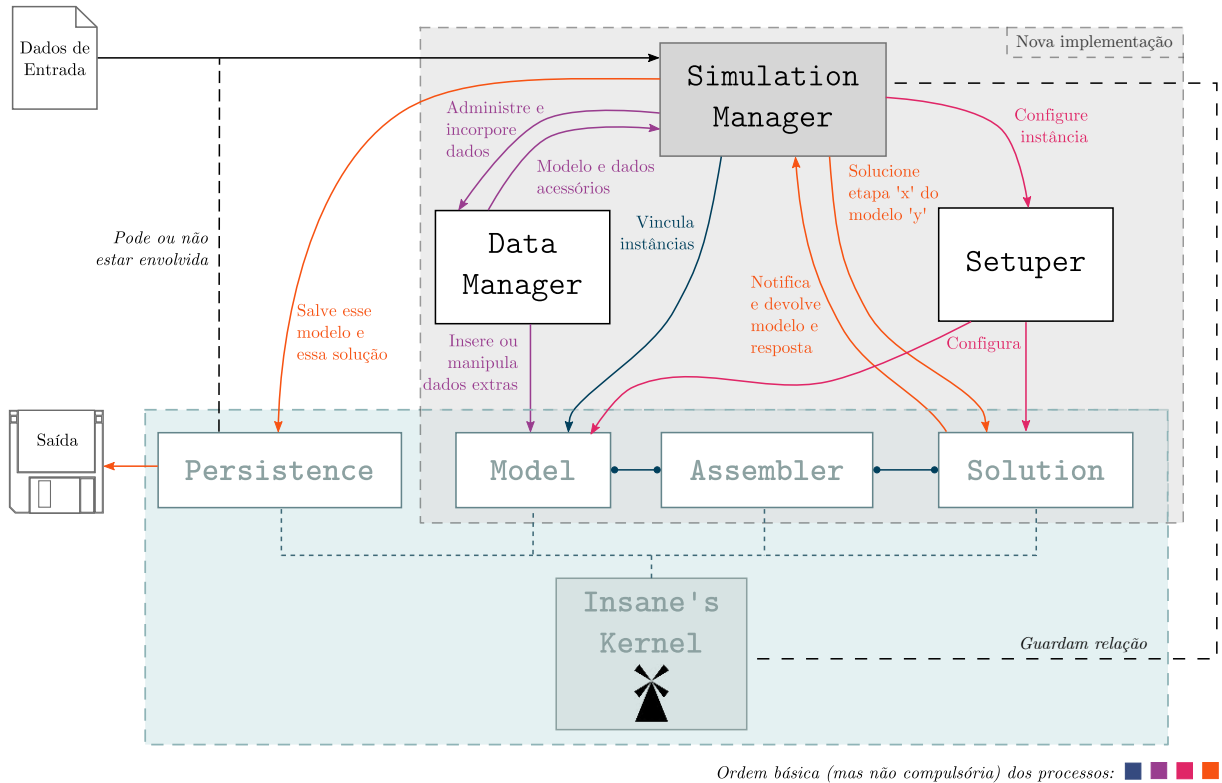 Dados de
Entrada
Nova implementação
Simulation
Manager
Administre e
incorpore
dados
Modelo e dados
acessórios
Configure
instância
Solucione
etapa 'x' do
modelo 'y'
Vincula
instâncias
Pode ou não
estar envolvida
Data
Manager
Setuper
Salve esse
modelo e
essa solução
Notifica
e devolve
modelo e
resposta
Insere ou
manipula
dados extras
Configura
Saída
Persistence
Model
Assembler
Solution
Insane's
Kernel
Guardam relação
Ordem básica (mas não compulsória) dos processos: